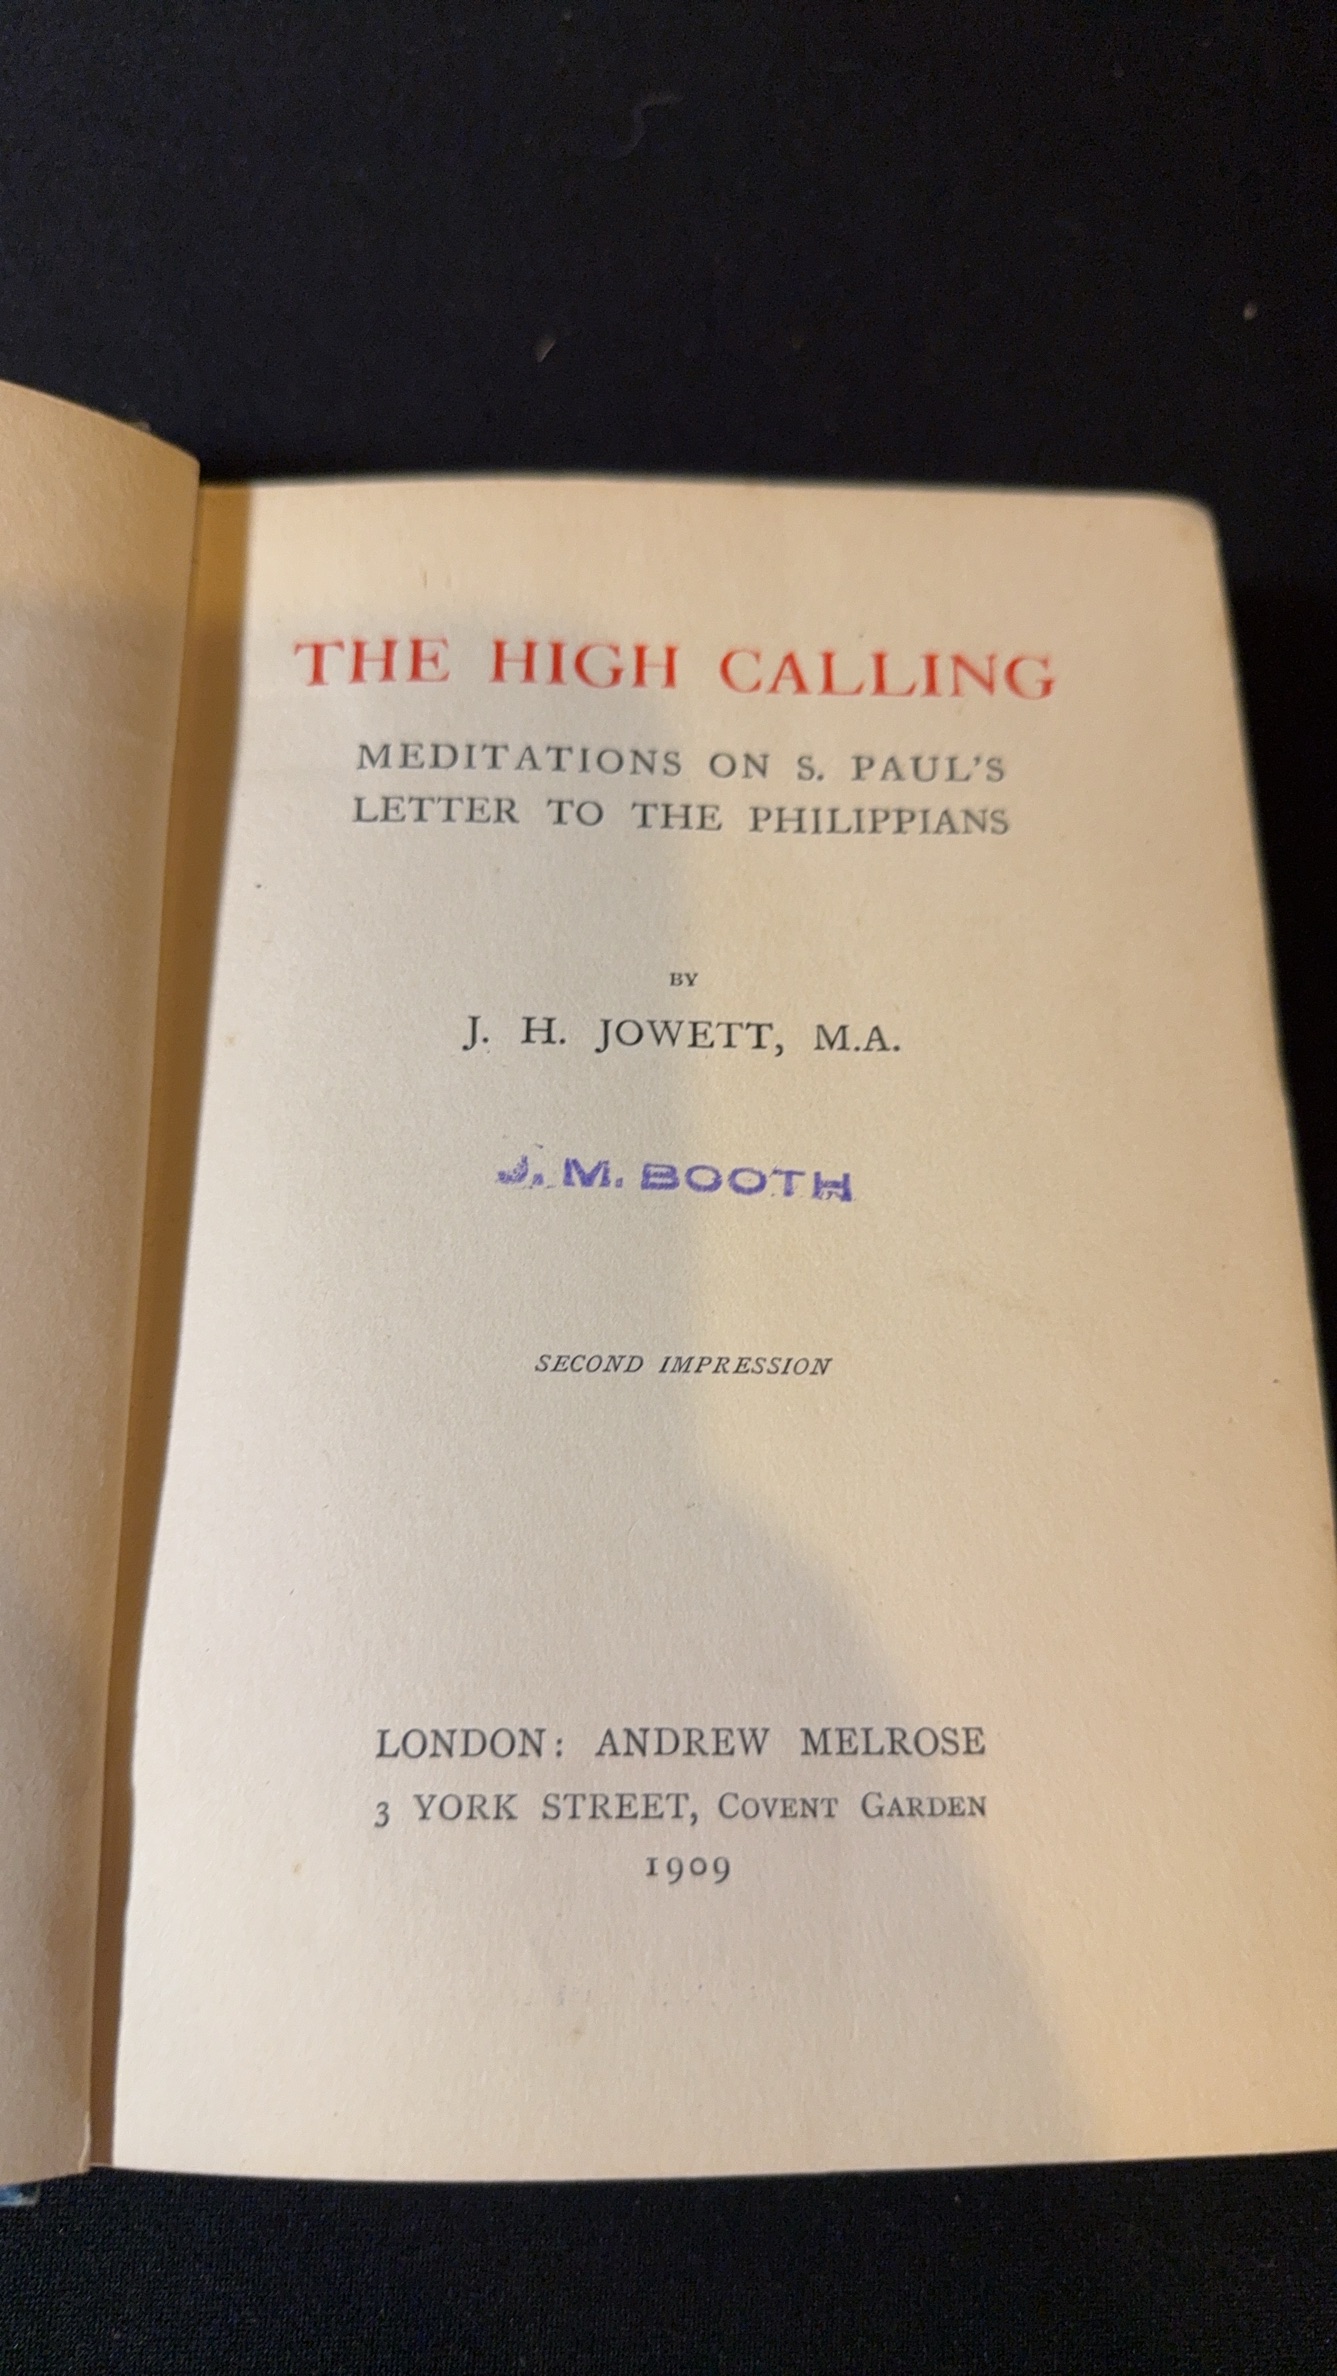 THE HIGH CALLING
MEDITATIONS ON S. PAUL'S
LETTER TO THE PHILIPPIANS
BY
J. H. JOWETT, M.A.
J. M. BOOTH
SECOND IMPRESSION
LONDON: ANDREW MELROSE
3 YORK STREET, COVENT GARDEN
1909